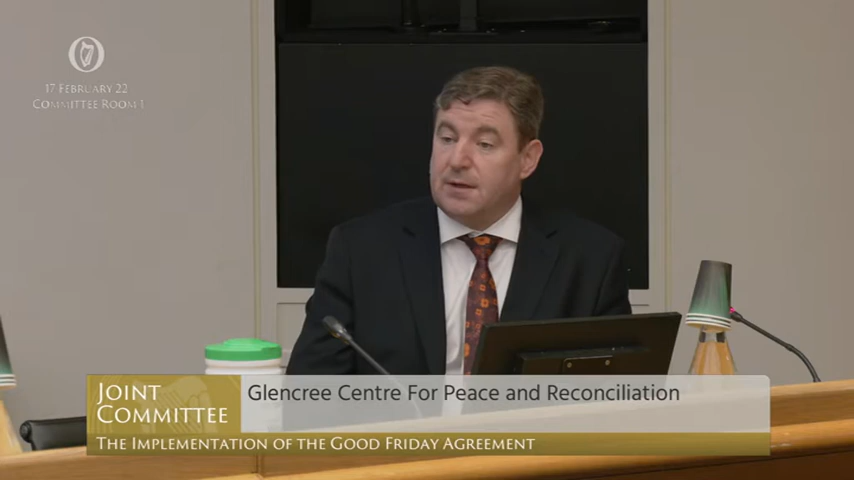 17 February 22
Committee Room 1
Joint
Committee
Glencree Centre For Peace and Reconciliation
The Implementation of the Good Friday Agreement